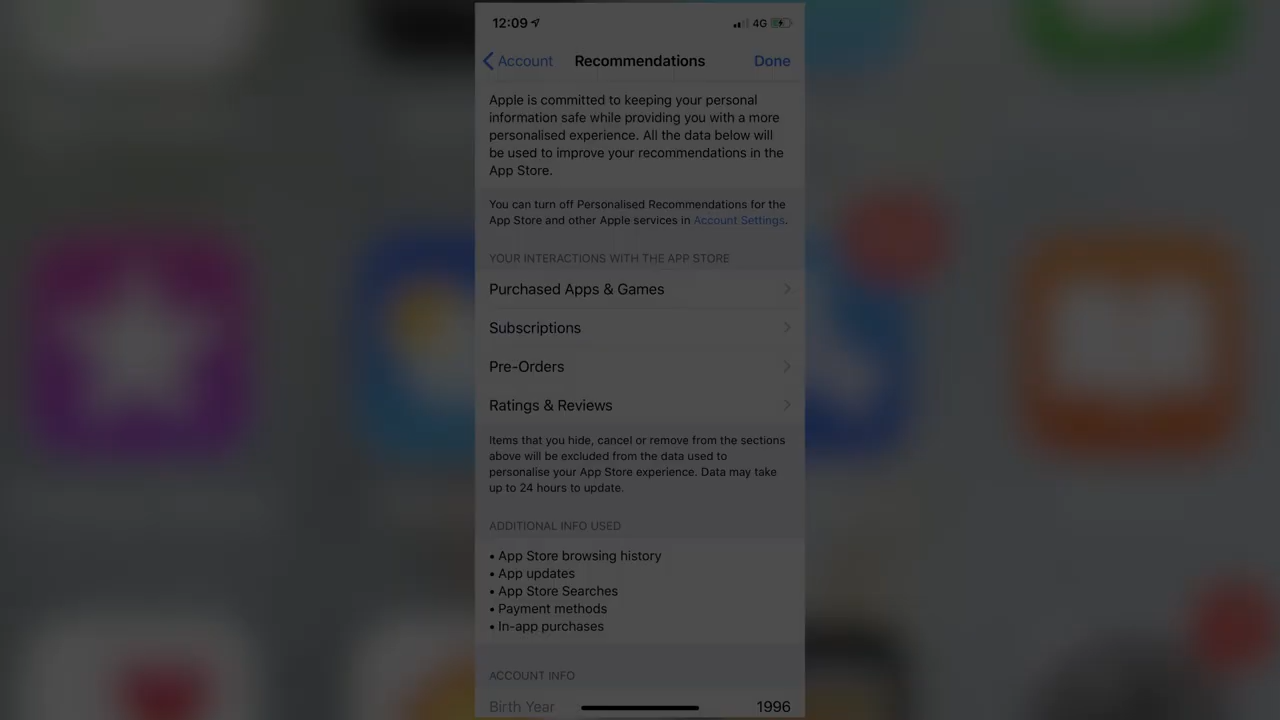 12:09
4G
Account
Recommendations
Done
Apple is committed to keeping your personal
information safe while providing you with a more
personalised experience. All the data below will
be used to improve your recommendations in the
App Store.
You can turn off Personalised Recommendations for the
App Store and other Apple services in Account Settings.
YOUR INTERACTIONS WITH THE APP STORE
Purchased Apps & Games
Subscriptions
Pre-Orders
Ratings & Reviews
Items that you hide, cancel or remove from the sections
above will be excluded from the data used to
personalise your App Store experience. Data may take
up to 24 hours to update.
ADDITIONAL INFO USED
• App Store browsing history
• App updates
• App Store Searches
• Payment methods
• In-app purchases
ACCOUNT INFO
Birth Year 1996